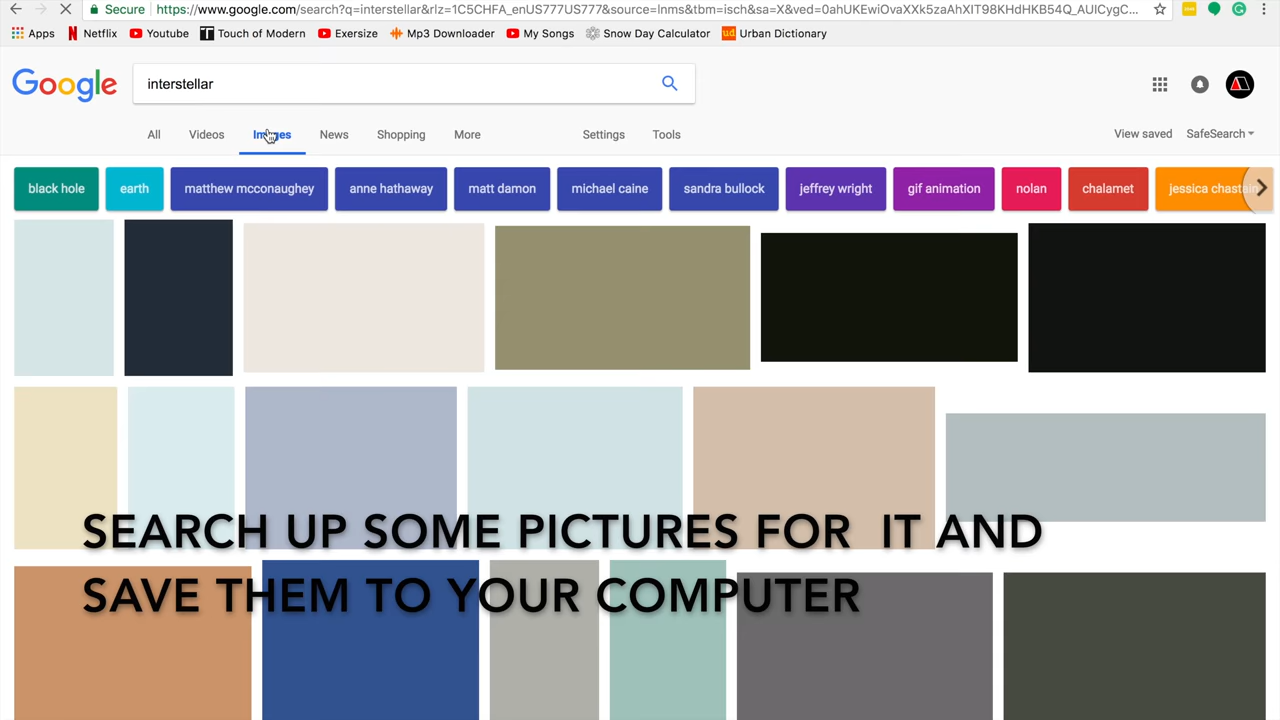 Secure https://www.google.com/search?q=interstellar&rlz=1C5CHFA_enUS777US777&source=lnms&tbm=isch&sa=X&ved=0ahUKEwiOvaXXk5zaAhXIT98KHdHKB54Q_AUICygC...
Apps Netflix Youtube Touch of Modern Exersize Mp3 Downloader My Songs Snow Day Calculator Urban Dictionary
Google interstellar
All Videos Images News Shopping More Settings Tools View saved SafeSearch
black hole earth matthew mcconaughey anne hathaway matt damon michael caine sandra bullock jeffrey wright gif animation nolan chalamet jessica chastain
SEARCH UP SOME PICTURES FOR IT AND
SAVE THEM TO YOUR COMPUTER